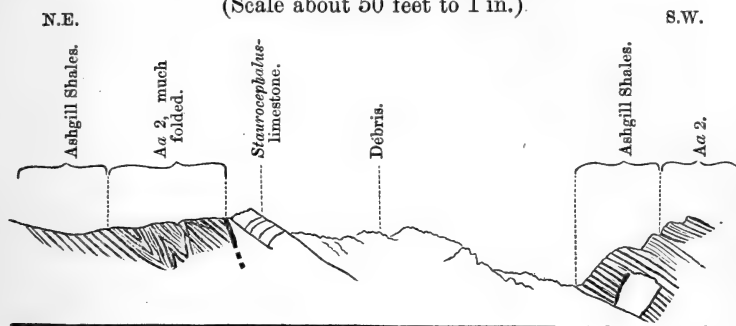 (Scale about 50 feet to 1 in.)
N.E.
S.W.
Ashgill Shales.
Aa 2, much
folded.
Staurocephalus-
limestone.
Débris.
Ashgill Shales.
Aa 2.